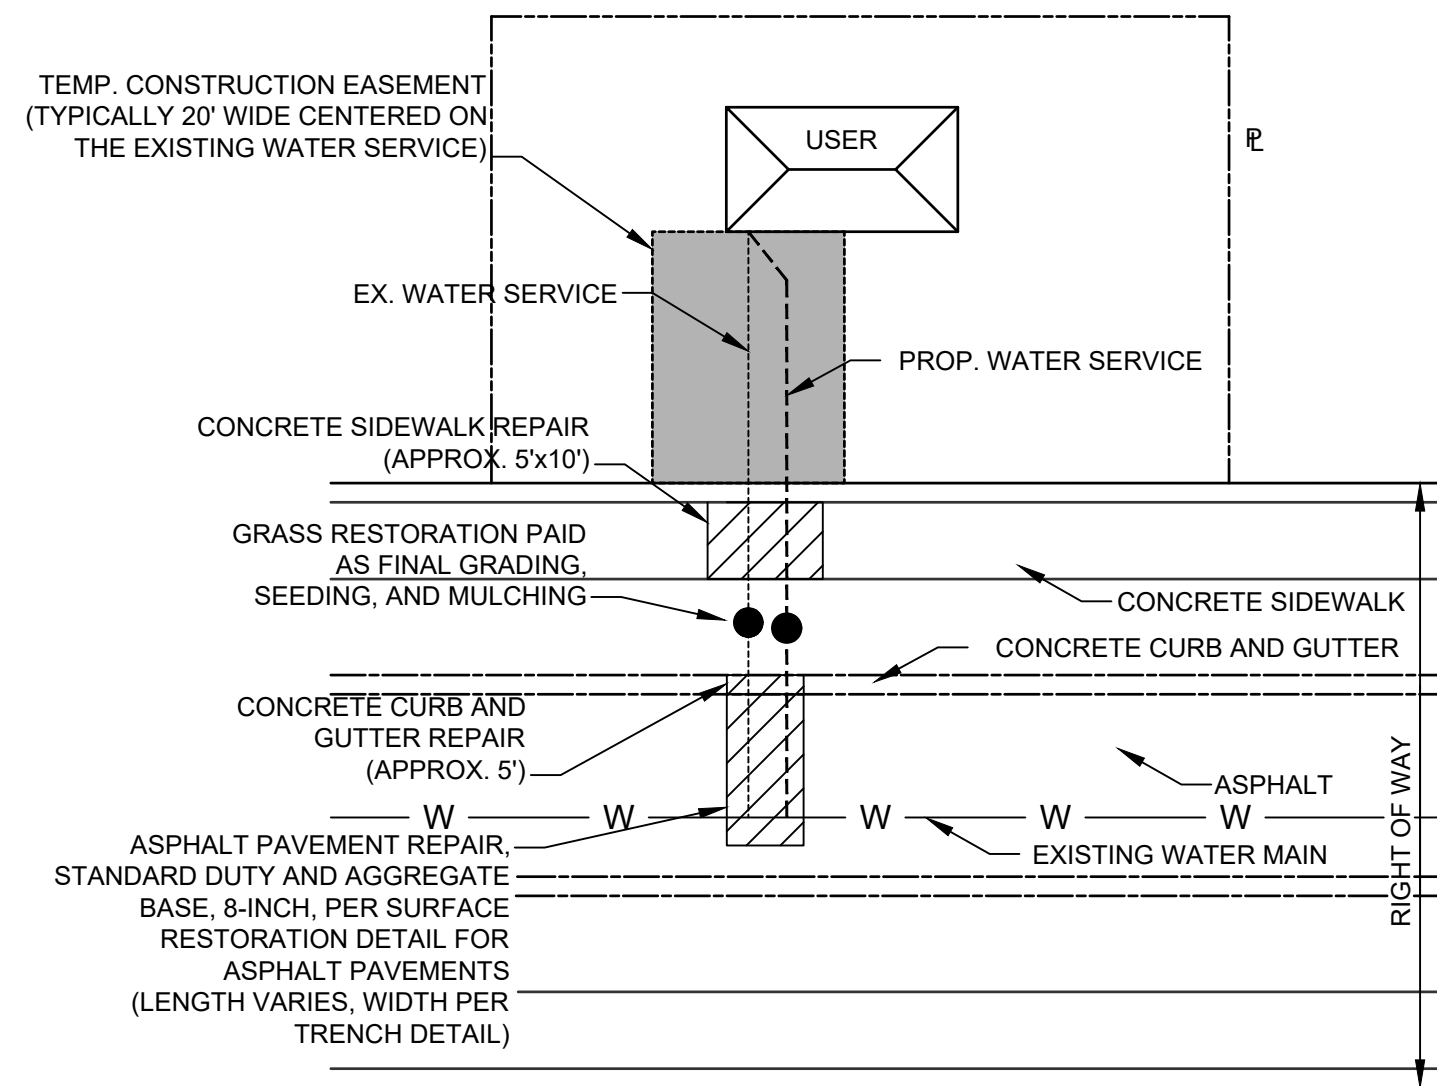 TEMP. CONSTRUCTION EASEMENT
(TYPICALLY 20' WIDE CENTERED ON
THE EXISTING WATER SERVICE)
USER
PL
EX. WATER SERVICE
PROP. WATER SERVICE
CONCRETE SIDEWALK REPAIR
(APPROX. 5'x10')
GRASS RESTORATION PAID
AS FINAL GRADING,
SEEDING, AND MULCHING
CONCRETE SIDEWALK
CONCRETE CURB AND GUTTER
CONCRETE CURB AND
GUTTER REPAIR
(APPROX. 5')
ASPHALT
RIGHT OF WAY
W W W W W
EXISTING WATER MAIN
ASPHALT PAVEMENT REPAIR,
STANDARD DUTY AND AGGREGATE
BASE, 8-INCH, PER SURFACE
RESTORATION DETAIL FOR
ASPHALT PAVEMENTS
(LENGTH VARIES, WIDTH PER
TRENCH DETAIL)